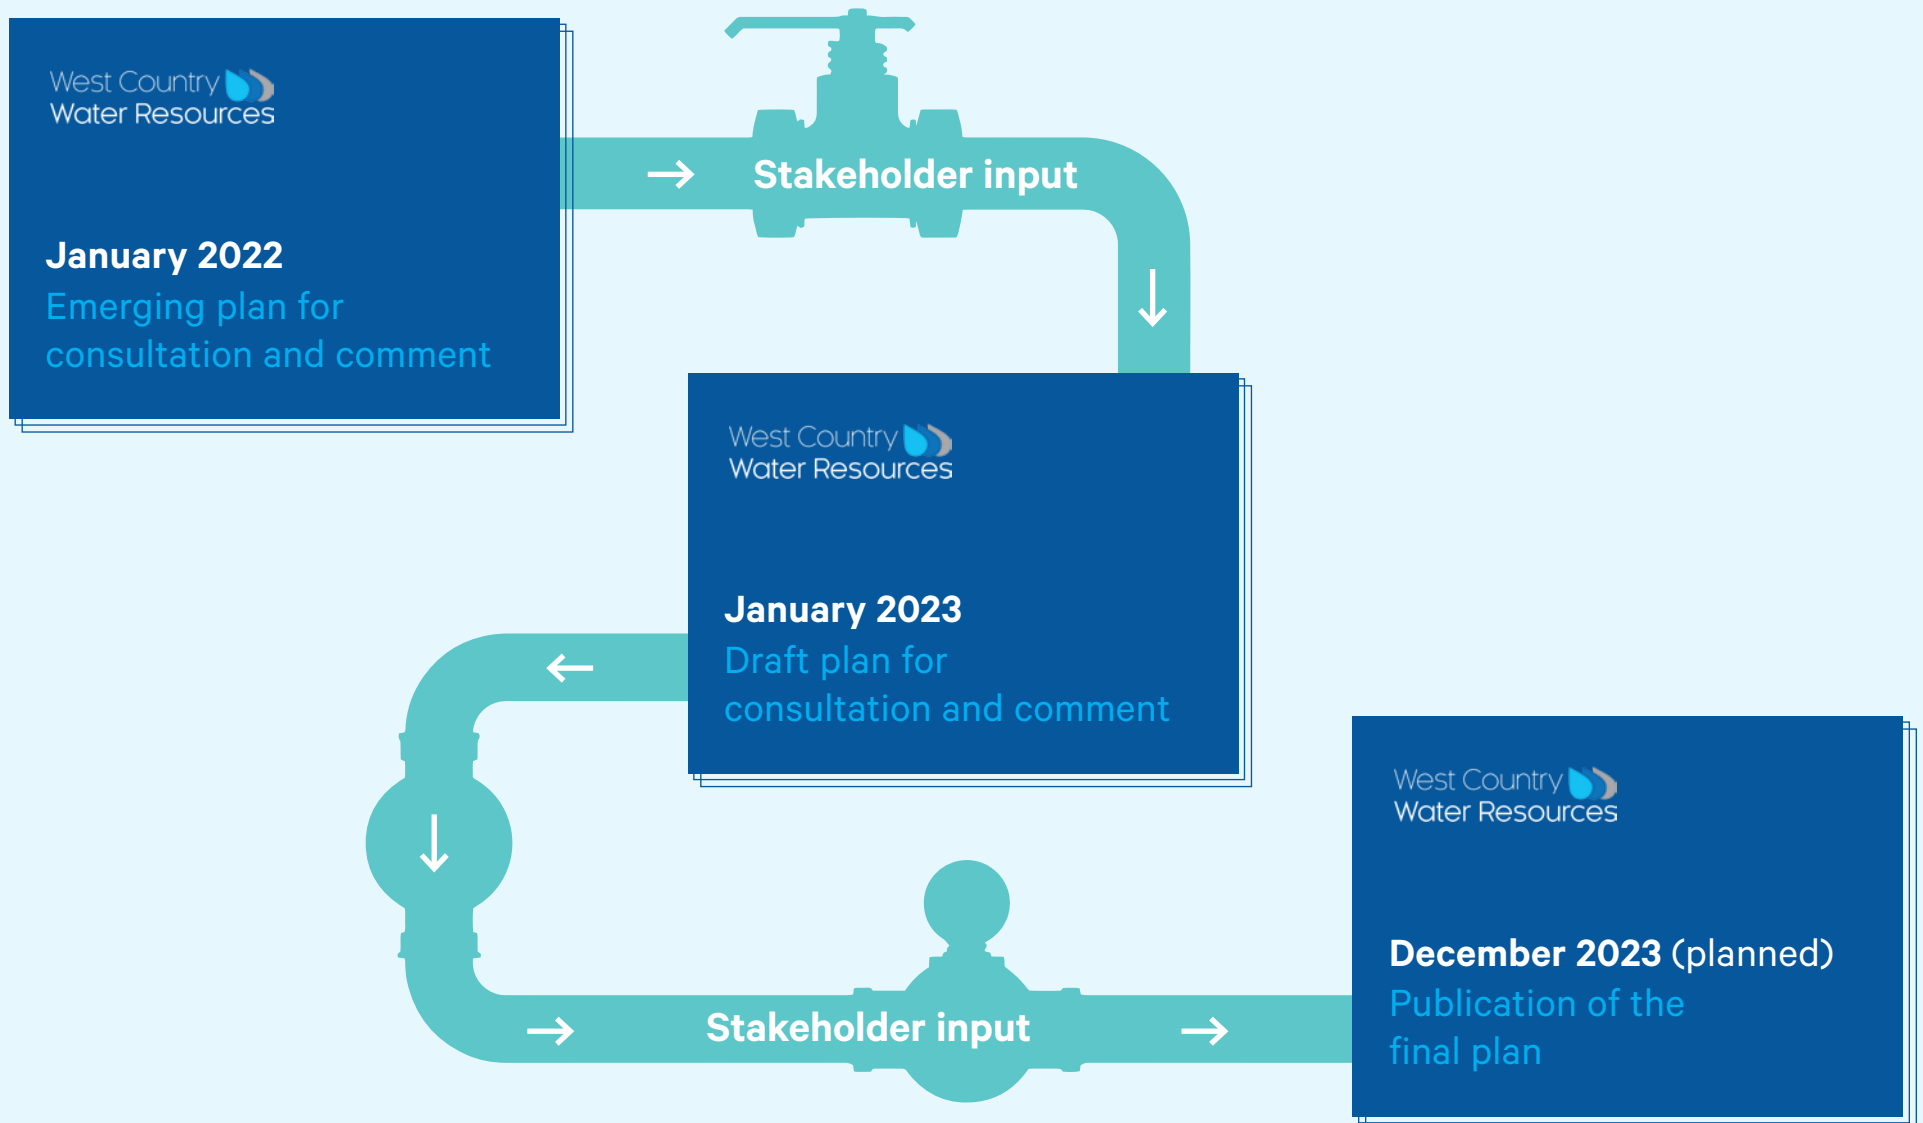 West Country
Water Resources
January 2022
Emerging plan for
consultation and comment
→ Stakeholder input
↓
West Country
Water Resources
January 2023
Draft plan for
consultation and comment
←
↓
→ Stakeholder input →
West Country
Water Resources
December 2023 (planned)
Publication of the
final plan